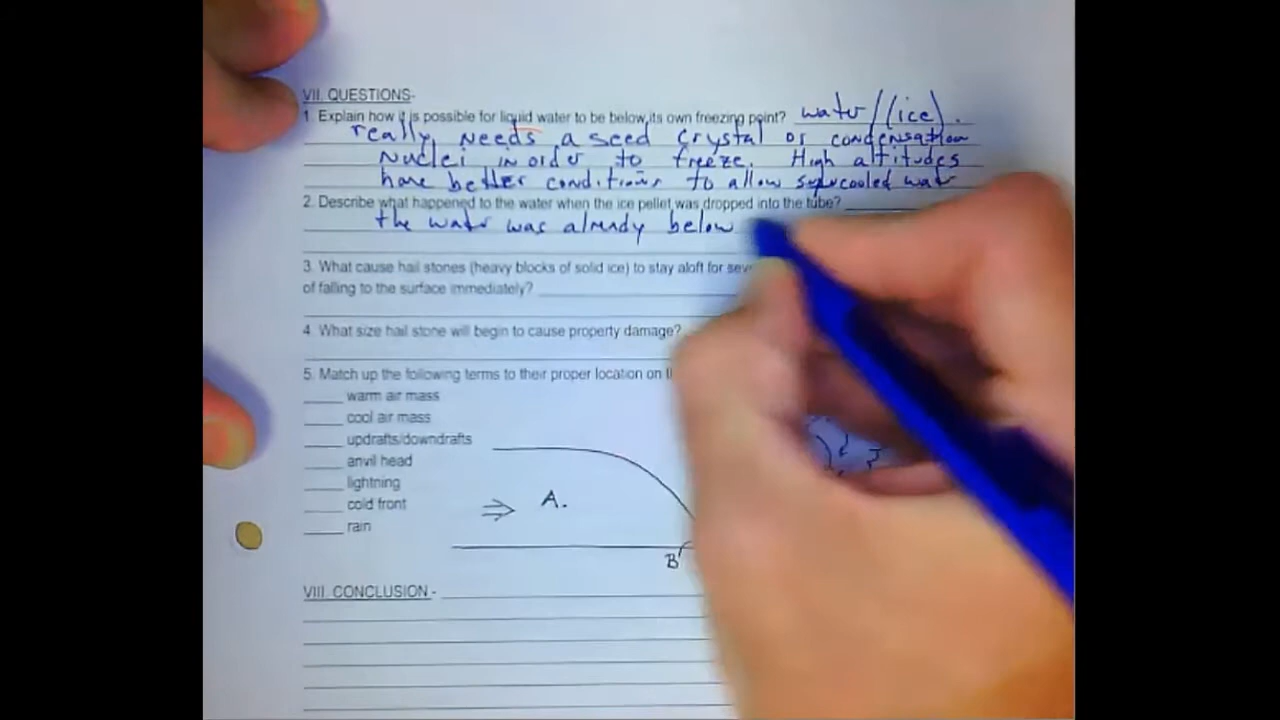 VII. QUESTIONS-
1. Explain how it is possible for liquid water to be below its own freezing point? water/(ice).
really needs a seed crystal or condensation
Nuclei in order to freeze. High altitudes
have better conditions to allow supercooled water
2. Describe what happened to the water when the ice pellet was dropped into the tube?
the water was already below
3. What cause hail stones (heavy blocks of solid ice) to stay aloft for
of falling to the surface immediately?
4. What size hail stone will begin to cause property damage?
5. Match up the following terms to their proper location on
warm air mass
cool air mass
updrafts/downdrafts
anvil head
lightning
cold front
rain
A.
B
VIII. CONCLUSION -